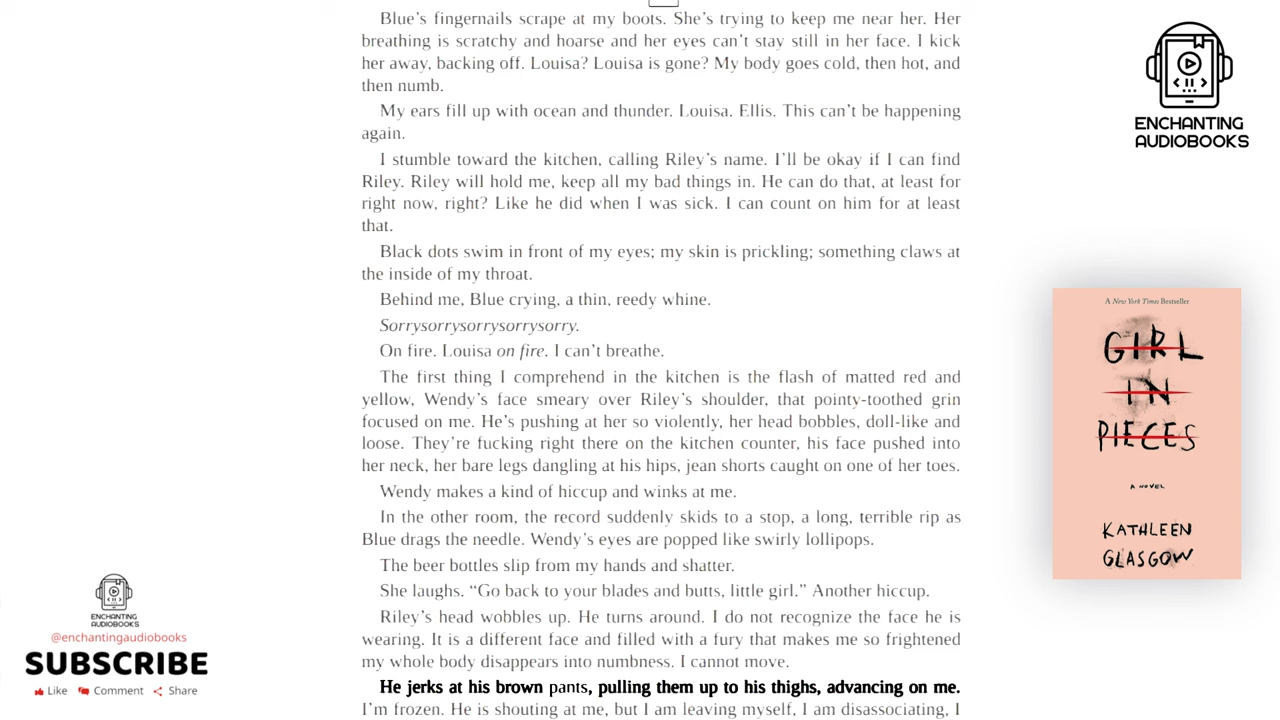 Blue's fingernails scrape at my boots. She's trying to keep me near her. Her
breathing is scratchy and hoarse and her eyes can't stay still in her face. I kick
her away, backing off. Louisa? Louisa is gone? My body goes cold, then hot, and
then numb.
My ears fill up with ocean and thunder. Louisa. Ellis. This can't be happening
again.
I stumble toward the kitchen, calling Riley's name. I'll be okay if I can find
Riley. Riley will hold me, keep all my bad things in. He can do that, at least for
right now, right? Like he did when I was sick. I can count on him for at least
that.
Black dots swim in front of my eyes; my skin is prickling; something claws at
the inside of my throat.
Behind me, Blue crying, a thin, reedy whine.
Sorrysorrysorrysorrysorry.
On fire. Louisa on fire. I can't breathe.
The first thing I comprehend in the kitchen is the flash of matted red and
yellow, Wendy's face smeary over Riley's shoulder, that pointy-toothed grin
focused on me. He's pushing at her so violently, her head bobbles, doll-like and
loose. They're fucking right there on the kitchen counter, his face pushed into
her neck, her bare legs dangling at his hips, jean shorts caught on one of her toes.
Wendy makes a kind of hiccup and winks at me.
In the other room, the record suddenly skids to a stop, a long, terrible rip as
Blue drags the needle. Wendy's eyes are popped like swirly lollipops.
The beer bottles slip from my hands and shatter.
She laughs. "Go back to your blades and butts, little girl." Another hiccup.
Riley's head wobbles up. He turns around. I do not recognize the face he is
wearing. It is a different face and filled with a fury that makes me so frightened
my whole body disappears into numbness. I cannot move.
He jerks at his brown pants, pulling them up to his thighs, advancing on me.
I'm frozen. He is shouting at me, but I am leaving myself, I am disassociating, I
ENCHANTING
AUDIOBOOKS
A New York Times Bestseller
GIRL
IN
PIECES
A NOVEL
KATHLEEN
GLASGOW
ENCHANTING
AUDIOBOOKS
@enchantingaudiobooks
SUBSCRIBE
Like Comment Share